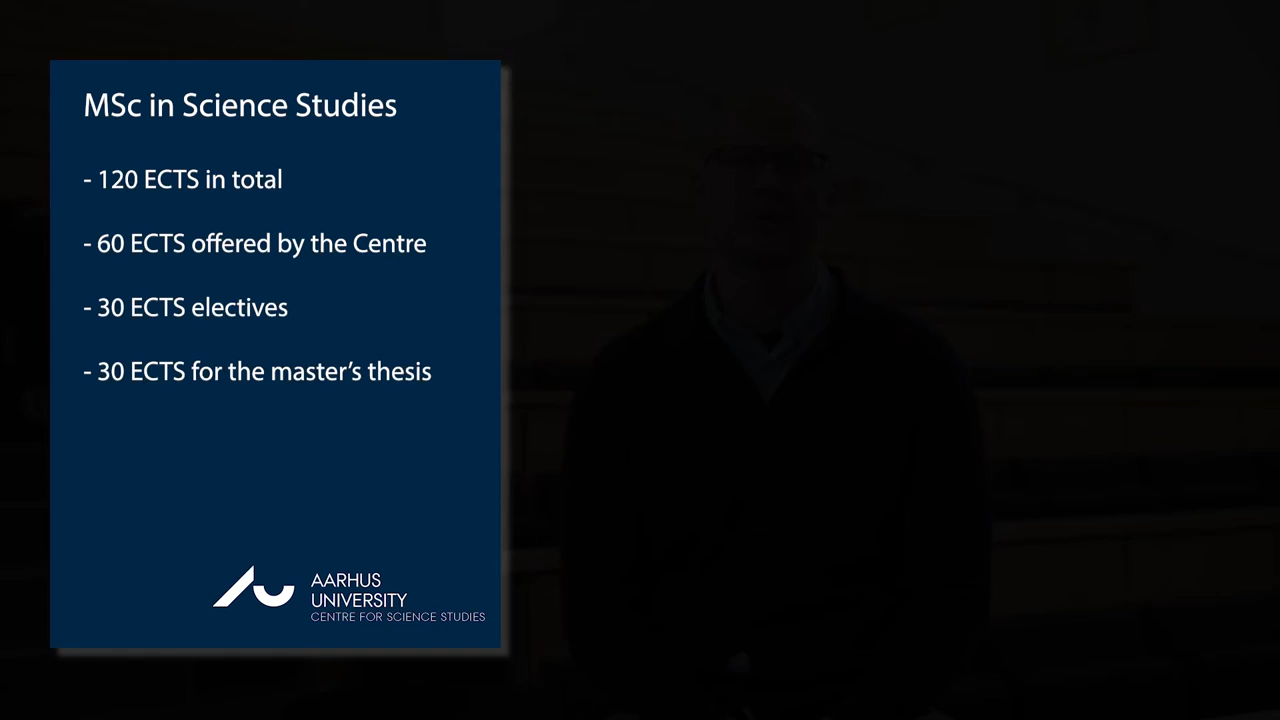 MSc in Science Studies
- 120 ECTS in total
- 60 ECTS offered by the Centre
- 30 ECTS electives
- 30 ECTS for the master's thesis
AARHUS
UNIVERSITY
CENTRE FOR SCIENCE STUDIES